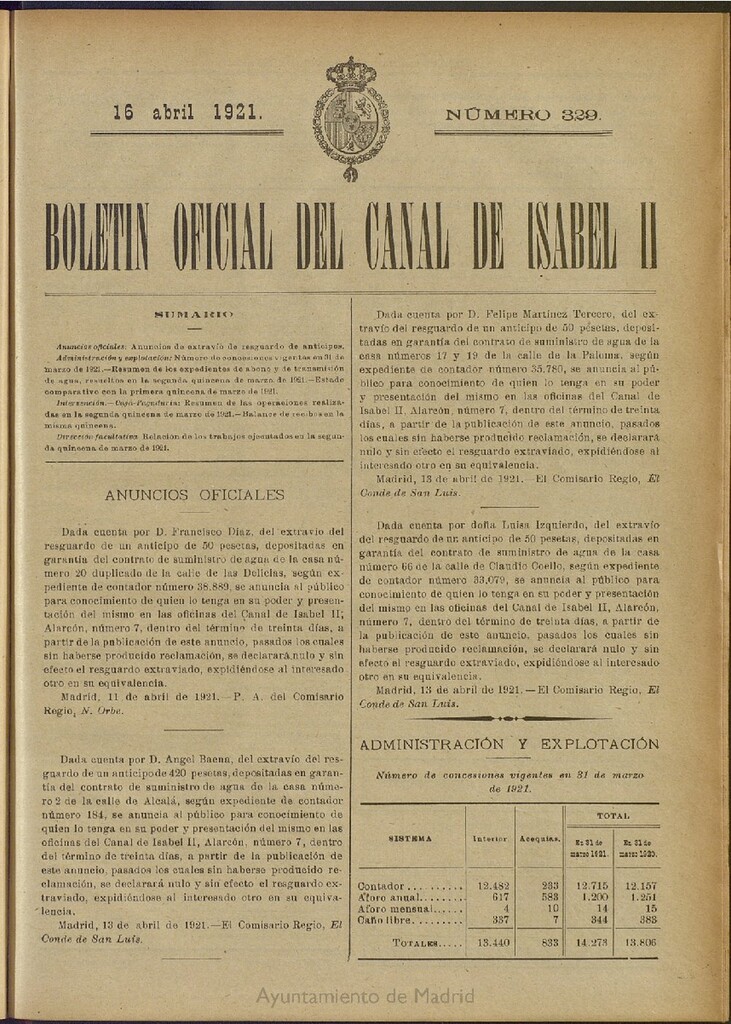 16 abril 1921.
NÚMERO 329.
BOLETIN OFICIAL DEL CANAL DE ISABEL II
SUMARIO
Anuncios oficiales: Anuncios de extravío de resguardo de anticipos.
Administración y explotación: Número de concesiones vigentes en 31 de
marzo de 1921.—Resumen de los expedientes de abono y de transmisión
de agua, resueltos en la segunda quincena de marzo de 1921.—Estado
comparativo con la primera quincena de marzo de 1921.
Intervención.—Caja-Pagaduría: Resumen de las operaciones realiza-
das en la segunda quincena de marzo de 1921.—Balance de recibos en la
misma quincena.
Dirección facultativa: Relación de los trabajos ejecutados en la segun-
da quincena de marzo de 1921.
ANUNCIOS OFICIALES
Dada cuenta por D. Francisco Díaz, del extravío del
resguardo de un anticipo de 50 pesetas, depositadas en
garantía del contrato de suministro de agua de la casa nú-
mero 20 duplicado de la calle de las Delicias, según ex-
pediente de contador número 38.889, se anuncia al público
para conocimiento de quien lo tenga en su poder y presen-
tación del mismo en las oficinas del Canal de Isabel II,
Alarcón, número 7, dentro del término de treinta días, a
partir de la publicación de este anuncio, pasados los cuales
sin haberse producido reclamación, se declarará nulo y sin
efecto el resguardo extraviado, expidiéndose al interesado
otro en su equivalencia.
Madrid, 11 de abril de 1921.—P. A. del Comisario
Regio, N. Orbe.
Dada cuenta por D. Angel Baena, del extravío del res-
guardo de un anticipo de 420 pesetas, depositadas en garan-
tía del contrato de suministro de agua de la casa núme-
ro 2 de la calle de Alcalá, según expediente de contador
número 184, se anuncia al público para conocimiento de
quien lo tenga en su poder y presentación del mismo en las
oficinas del Canal de Isabel II, Alarcón, número 7, dentro
del término de treinta días, a partir de la publicación de
este anuncio, pasados los cuales sin haberse producido re-
clamación, se declarará nulo y sin efecto el resguardo ex-
traviado, expidiéndose al interesado otro en su equiva-
lencia.
Madrid, 13 de abril de 1921.—El Comisario Regio, El
Conde de San Luis.
Dada cuenta por D. Felipe Martínez Tercero, del ex-
travío del resguardo de un anticipo de 50 pesetas, deposi-
tadas en garantía del contrato de suministro de agua de la
casa números 17 y 19 de la calle de la Paloma, según
expediente de contador número 35.780, se anuncia al pú-
blico para conocimiento de quien lo tenga en su poder
y presentación del mismo en las oficinas del Canal de
Isabel II, Alarcón, número 7, dentro del término de treinta
días, a partir de la publicación de este anuncio, pasados
los cuales sin haberse producido reclamación, se declarará
nulo y sin efecto el resguardo extraviado, expidiéndose al
interesado otro en su equivalencia.
Madrid, 13 de abril de 1921.—El Comisario Regio, El
Conde de San Luis.
Dada cuenta por doña Luisa Izquierdo, del extravío
del resguardo de un anticipo de 50 pesetas, depositadas en
garantía del contrato de suministro de agua de la casa
número 66 de la calle de Claudio Coello, según expediente
de contador número 33.079, se anuncia al público para
conocimiento de quien lo tenga en su poder y presentación
del mismo en las oficinas del Canal de Isabel II, Alarcón,
número 7, dentro del término de treinta días, a partir de
la publicación de este anuncio, pasados los cuales sin
haberse producido reclamación, se declarará nulo y sin
efecto el resguardo extraviado, expidiéndose al interesado
otro en su equivalencia.
Madrid, 13 de abril de 1921.—El Comisario Regio, El
Conde de San Luis.
ADMINISTRACIÓN Y EXPLOTACIÓN
Número de concesiones vigentes en 31 de marzo
de 1921.
SISTEMA Interior. Acequias. TOTAL
En 31 de marzo 1921. En 31 de marzo 1920.
Contador.......... 12.482 233 12.715 12.157
Aforo anual........ 617 583 1.200 1.251
Aforo mensual...... 4 10 14 15
Caño libre......... 337 7 344 383
TOTALES..... 13.440 833 14.273 13.806
Ayuntamiento de Madrid